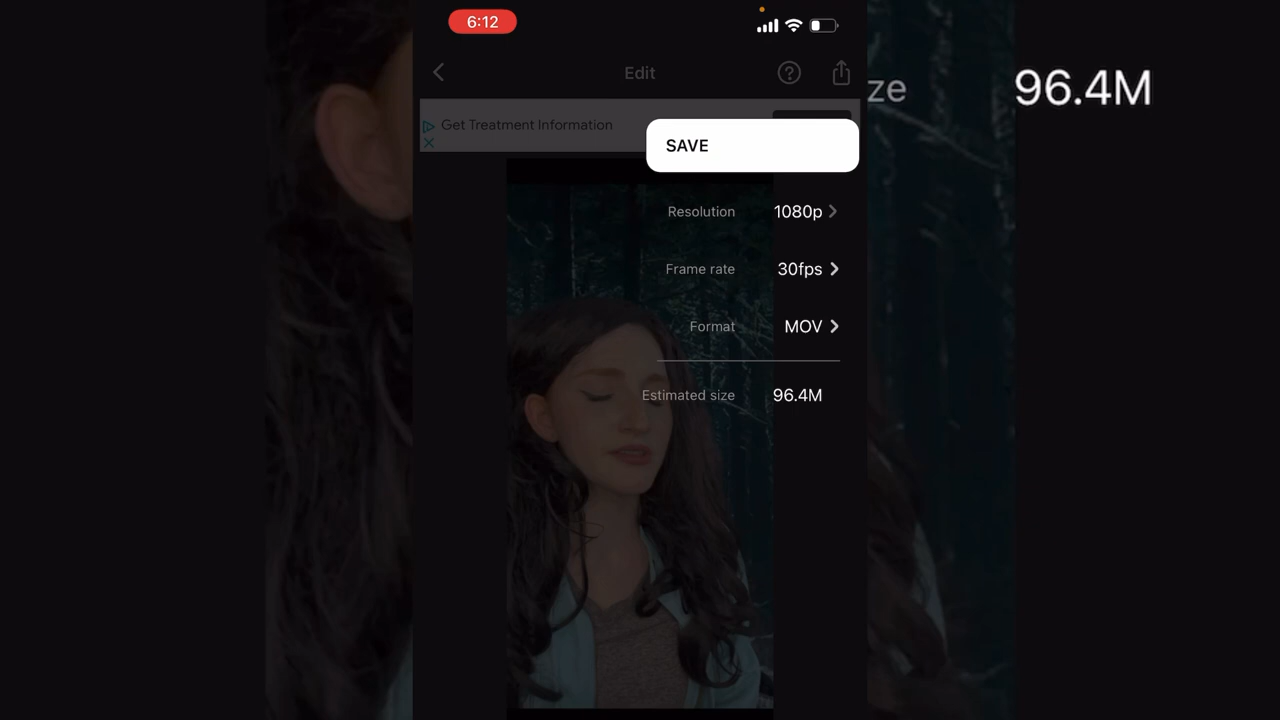 6:12
Edit
Get Treatment Information
SAVE
Resolution 1080p
Frame rate 30fps
Format MOV
Estimated size 96.4M
ze 96.4M